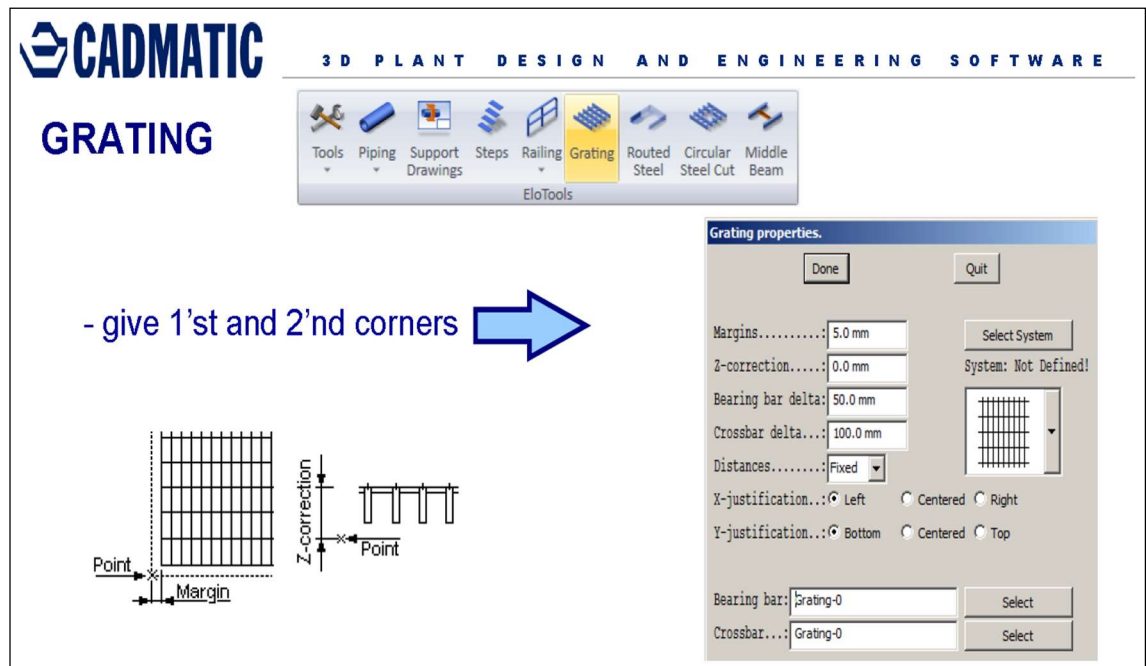 CADMATIC
3D PLANT DESIGN AND ENGINEERING SOFTWARE
GRATING
Tools Piping Support Drawings Steps Railing Grating Routed Steel Circular Steel Cut Middle Beam
EloTools
- give 1'st and 2'nd corners
Grating properties.
Done Quit
Margins..........: 5.0 mm Select System
Z-correction.....: 0.0 mm System: Not Defined!
Bearing bar delta: 50.0 mm
Crossbar delta...: 100.0 mm
Distances........: Fixed
X-justification..: Left Centered Right
Y-justification..: Bottom Centered Top
Bearing bar: Grating-0 Select
Crossbar...: Grating-0 Select
Z-correction
Point
Point
Margin